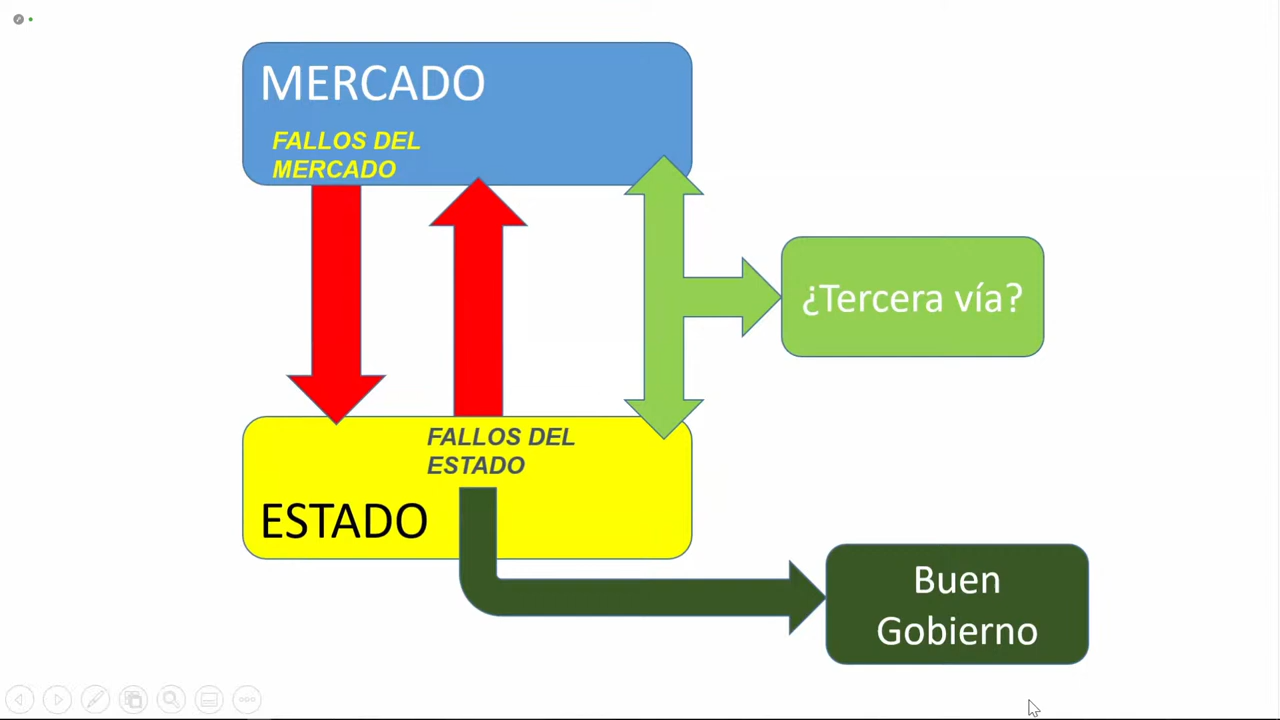 MERCADO
FALLOS DEL
MERCADO
¿Tercera vía?
FALLOS DEL
ESTADO
ESTADO
Buen
Gobierno